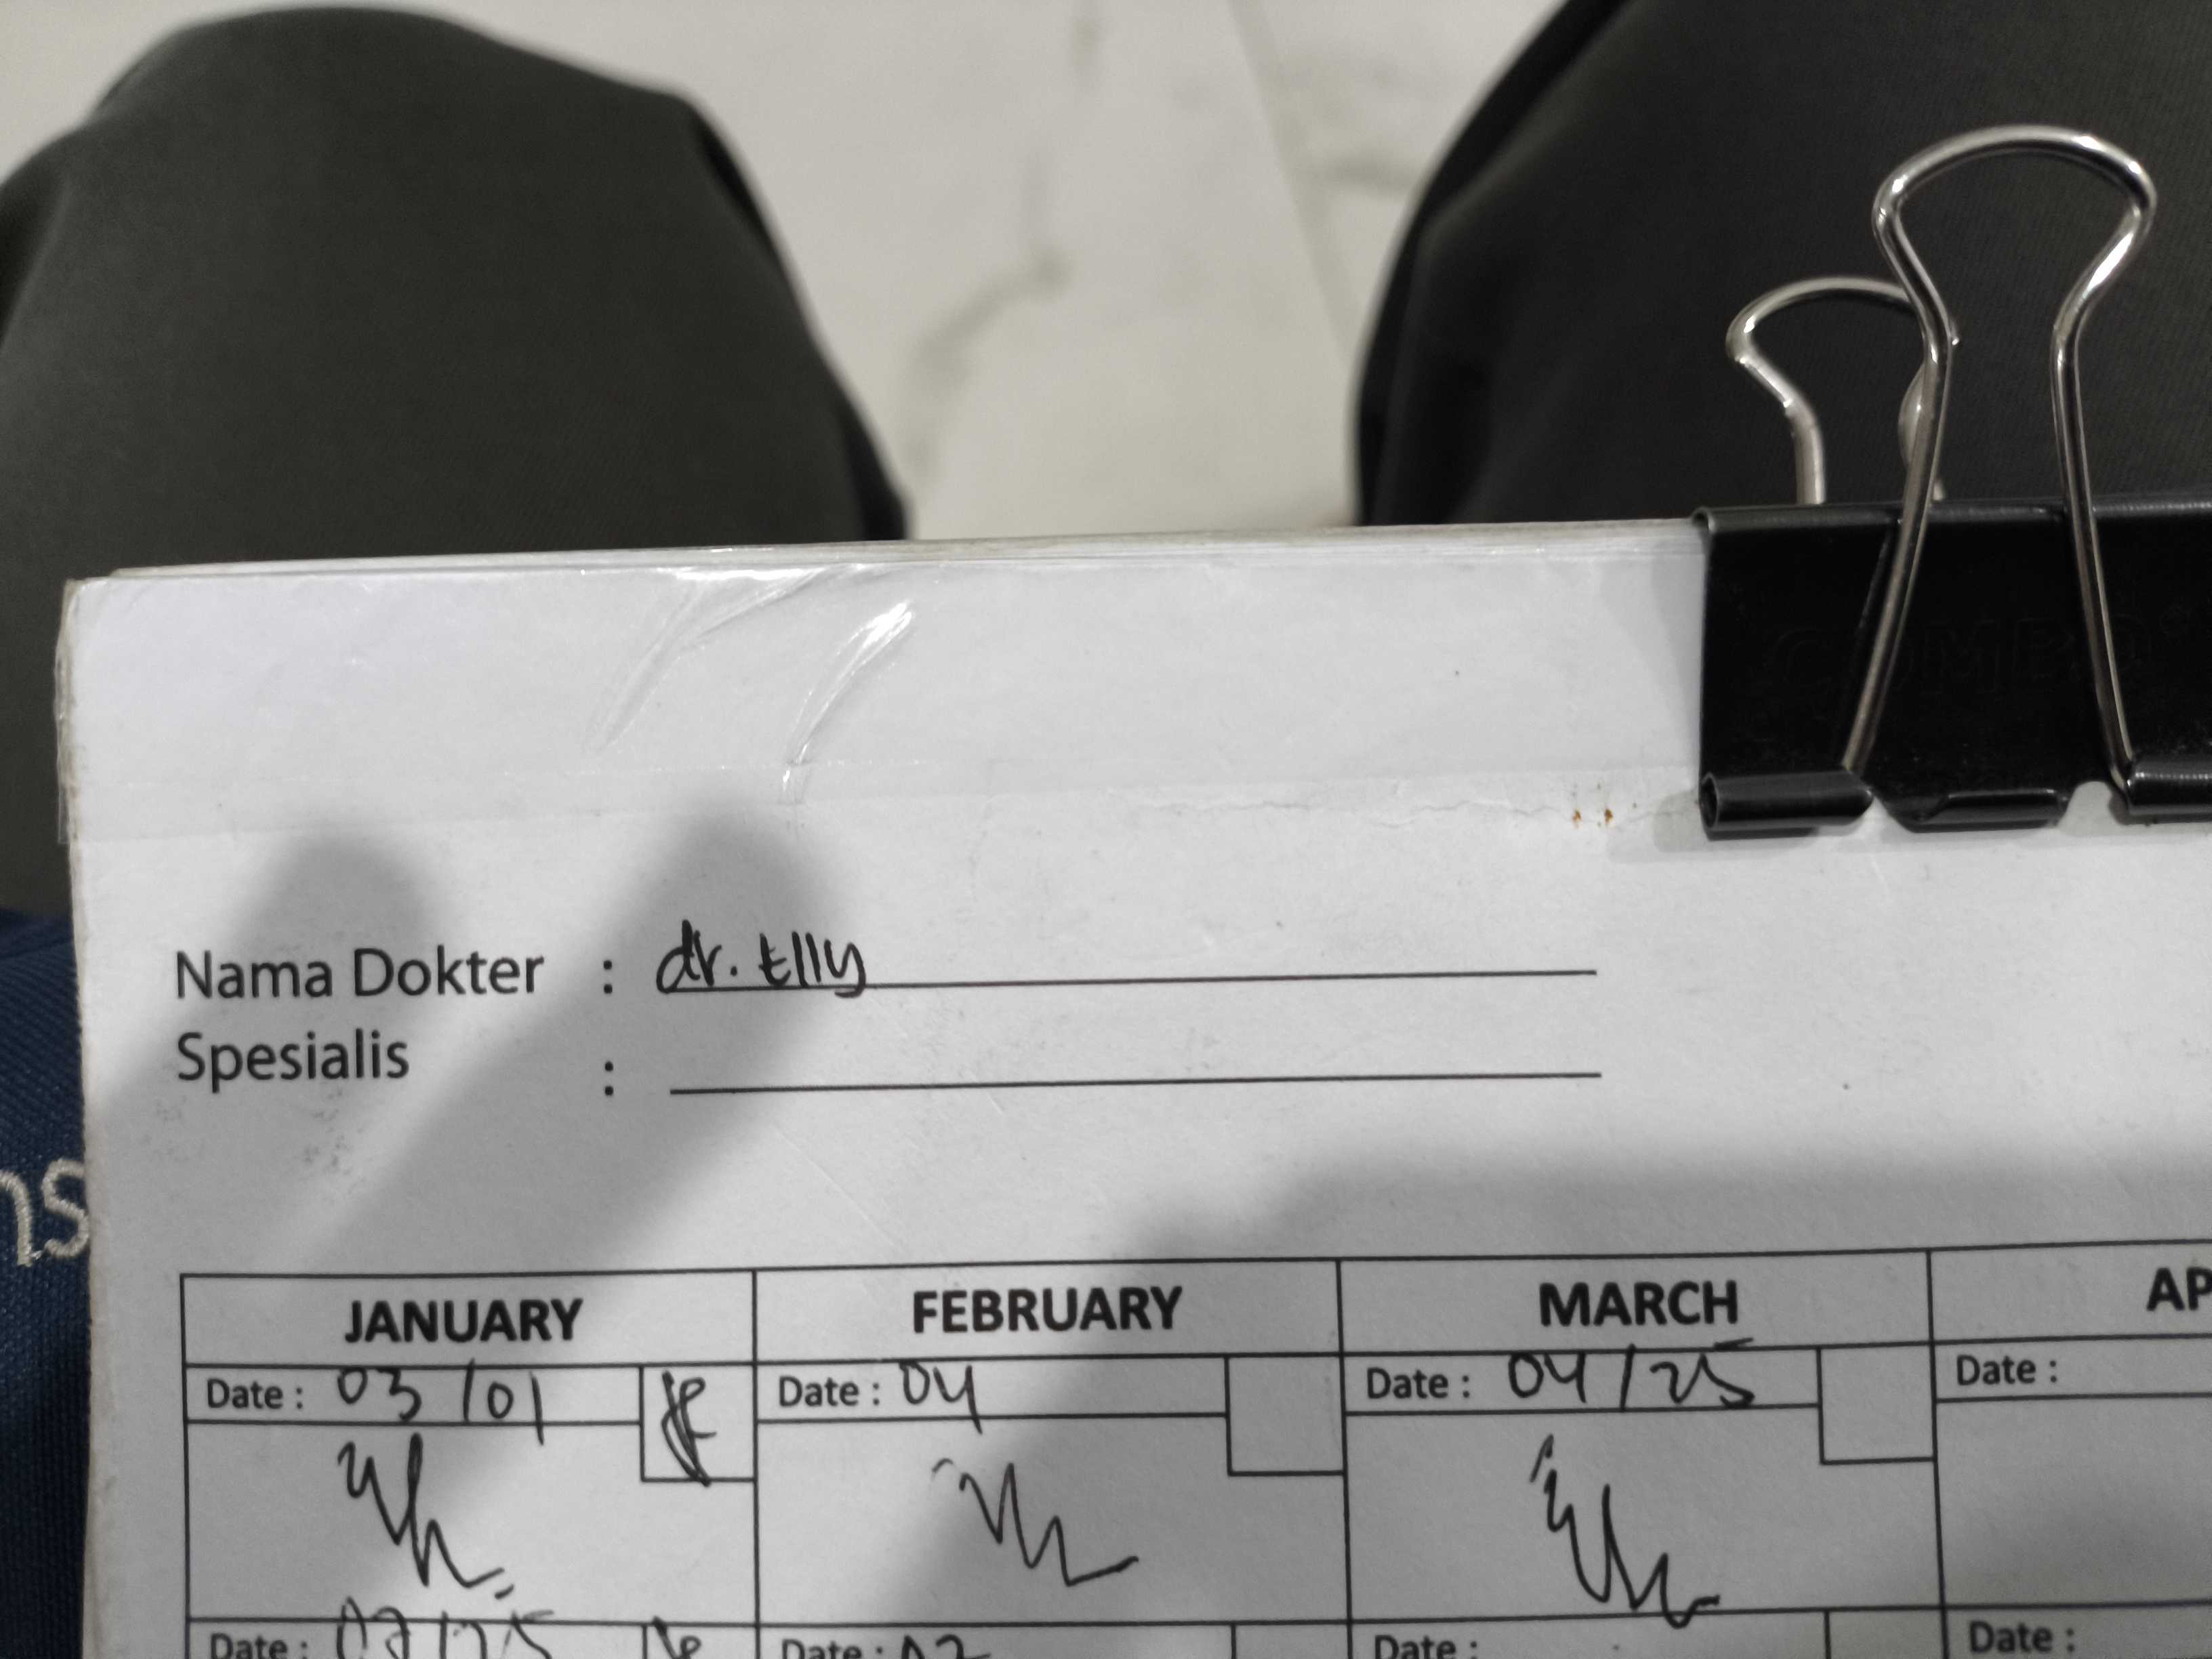 Nama Dokter : dr. Elly
Spesialis :
JANUARY FEBRUARY MARCH AP
Date : 03/01 Date : 04 Date : 04/25 Date :
Date : Date : Date : Date :
ns